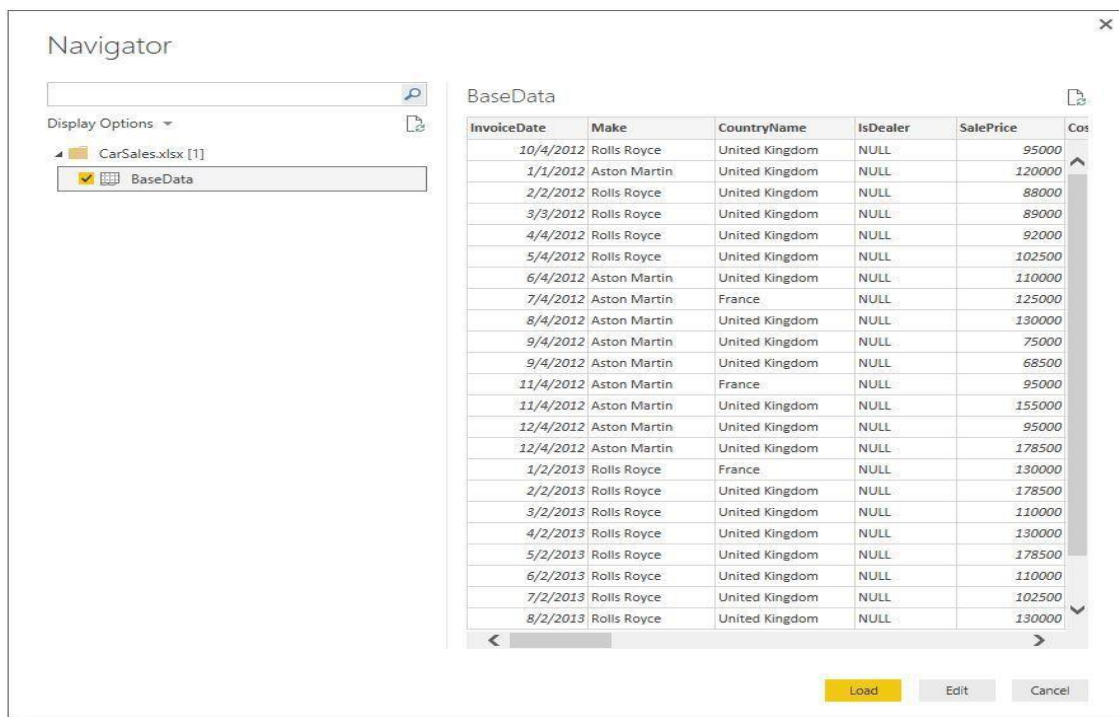 Navigator
Display Options
CarSales.xlsx [1]
BaseData
BaseData
InvoiceDate Make CountryName IsDealer SalePrice Cos
10/4/2012 Rolls Royce United Kingdom NULL 95000
1/1/2012 Aston Martin United Kingdom NULL 120000
2/2/2012 Rolls Royce United Kingdom NULL 88000
3/3/2012 Rolls Royce United Kingdom NULL 89000
4/4/2012 Rolls Royce United Kingdom NULL 92000
5/4/2012 Rolls Royce United Kingdom NULL 102500
6/4/2012 Aston Martin United Kingdom NULL 110000
7/4/2012 Aston Martin France NULL 125000
8/4/2012 Aston Martin United Kingdom NULL 130000
9/4/2012 Aston Martin United Kingdom NULL 75000
9/4/2012 Aston Martin United Kingdom NULL 68500
11/4/2012 Aston Martin France NULL 95000
11/4/2012 Aston Martin United Kingdom NULL 155000
12/4/2012 Aston Martin United Kingdom NULL 95000
12/4/2012 Aston Martin United Kingdom NULL 178500
1/2/2013 Rolls Royce France NULL 130000
2/2/2013 Rolls Royce United Kingdom NULL 178500
3/2/2013 Rolls Royce United Kingdom NULL 110000
4/2/2013 Rolls Royce United Kingdom NULL 130000
5/2/2013 Rolls Royce United Kingdom NULL 178500
6/2/2013 Rolls Royce United Kingdom NULL 110000
7/2/2013 Rolls Royce United Kingdom NULL 102500
8/2/2013 Rolls Royce United Kingdom NULL 130000
Load Edit Cancel